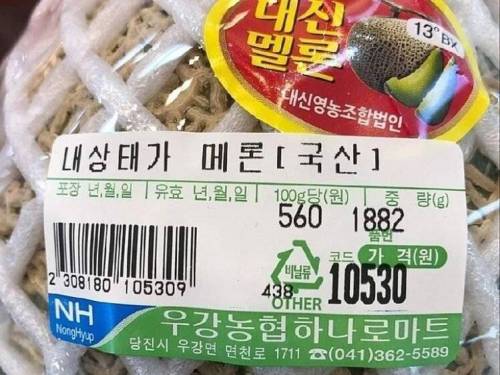 대신
멜론
13°BX
대신영농조합법인
내상태가 메론[국산]
포장 년,월,일 유효 년,월,일 100g당(원) 중 량(g)
560 1882
품번
코드 가 격(원)
비닐류
OTHER
438 10530
2 308180 105309
NH
NongHyup
우강농협하나로마트
당진시 우강면 면천로 1711 ☎(041)362-5589